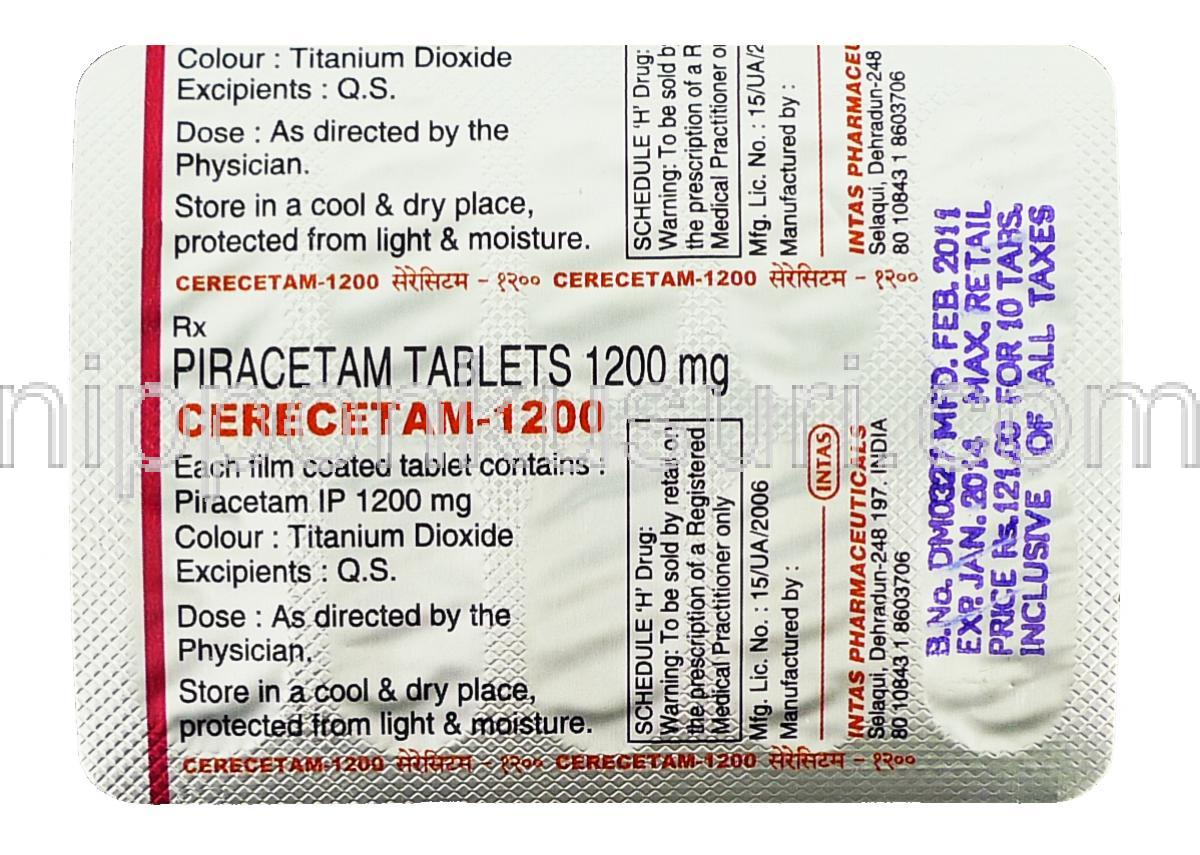 Colour : Titanium Dioxide
Excipients : Q.S.
Dose : As directed by the
Physician.
Store in a cool & dry place,
protected from light & moisture.
SCHEDULE 'H' Drug:
Warning: To be sold b
the prescription of a R
Medical Practitioner o
Mfg. Lic. No. : 15/UA/2
Manufactured by :
INTAS PHARMACEU
Selaqui, Dehradun-248
80 10843 1 8603706
CERECETAM-1200 सेरेसिटम – १२०० CERECETAM-1200 सेरेसिटम – १२००
Rx
PIRACETAM TABLETS 1200 mg
CERECETAM-1200
Each film coated tablet contains :
Piracetam IP 1200 mg
Colour : Titanium Dioxide
Excipients : Q.S.
Dose : As directed by the
Physician.
Store in a cool & dry place,
protected from light & moisture.
SCHEDULE 'H' Drug:
Warning: To be sold by retail on
the prescription of a Registered
Medical Practitioner only
Mfg. Lic. No. : 15/UA/2006
Manufactured by :
INTAS
INTAS PHARMACEUTICALS
Selaqui, Dehradun-248 197. INDIA
80 10843 1 8603706
B.No. DM0321 MFD. FEB. 2011
EXP. JAN. 2014 MAX. RETAIL
PRICE Rs. FOR 10 TABS.
INCLUSIVE OF ALL TAXES
CERECETAM-1200 सेरेसिटम – १२०० CERECETAM-1200 सेरेसिटम – १२००